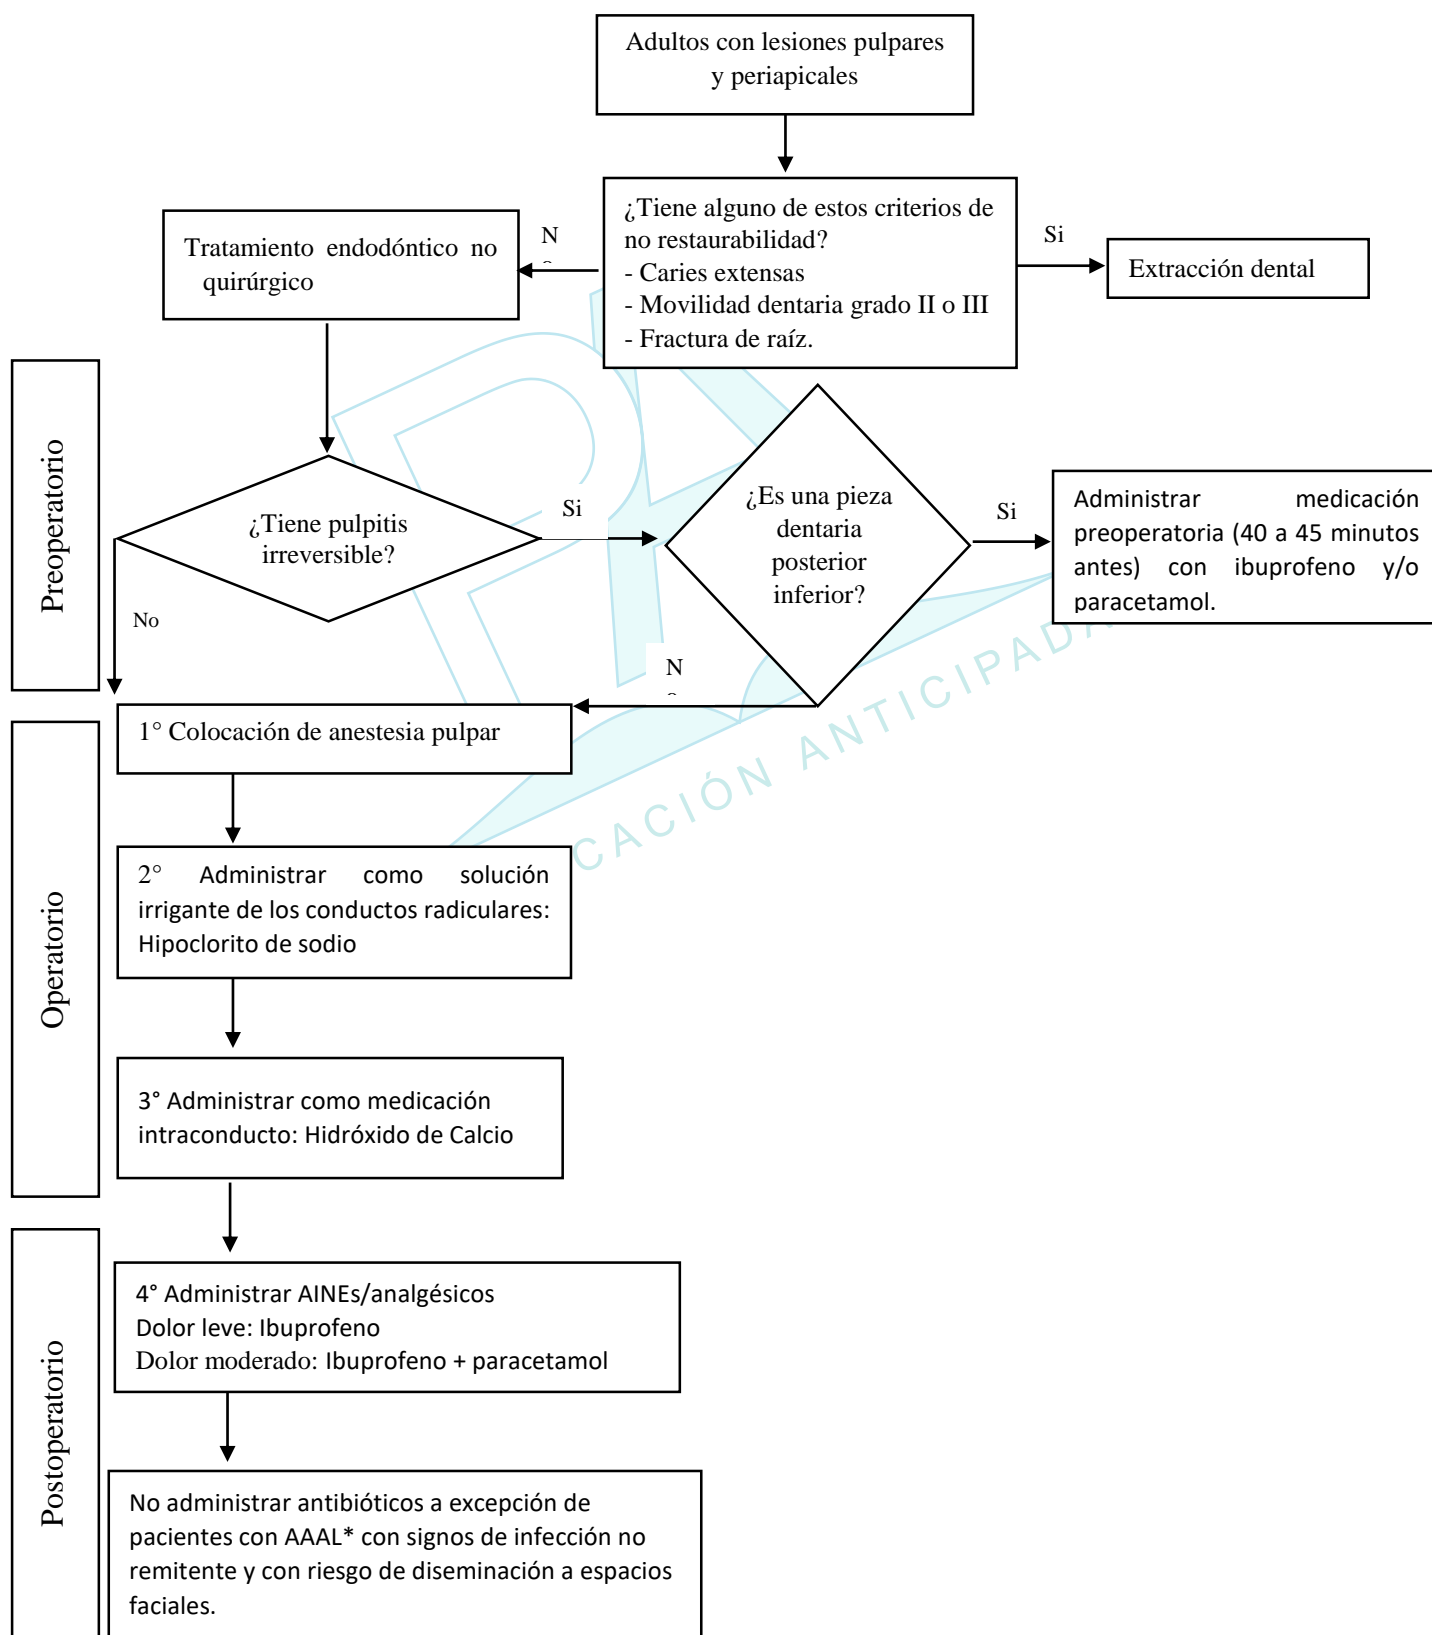 Adultos con lesiones pulpares
y periapicales
¿Tiene alguno de estos criterios de
no restaurabilidad?
- Caries extensas
- Movilidad dentaria grado II o III
- Fractura de raíz.
Si
Extracción dental
N
Tratamiento endodóntico no
quirúrgico
Preoperatorio
¿Tiene pulpitis
irreversible?
Si
No
¿Es una pieza
dentaria
posterior
inferior?
Si
N
Administrar medicación
preoperatoria (40 a 45 minutos
antes) con ibuprofeno y/o
paracetamol.
CACIÓN ANTICIPADA
Operatorio
1° Colocación de anestesia pulpar
2° Administrar como solución
irrigante de los conductos radiculares:
Hipoclorito de sodio
3° Administrar como medicación
intraconducto: Hidróxido de Calcio
Postoperatorio
4° Administrar AINEs/analgésicos
Dolor leve: Ibuprofeno
Dolor moderado: Ibuprofeno + paracetamol
No administrar antibióticos a excepción de
pacientes con AAAL* con signos de infección no
remitente y con riesgo de diseminación a espacios
faciales.